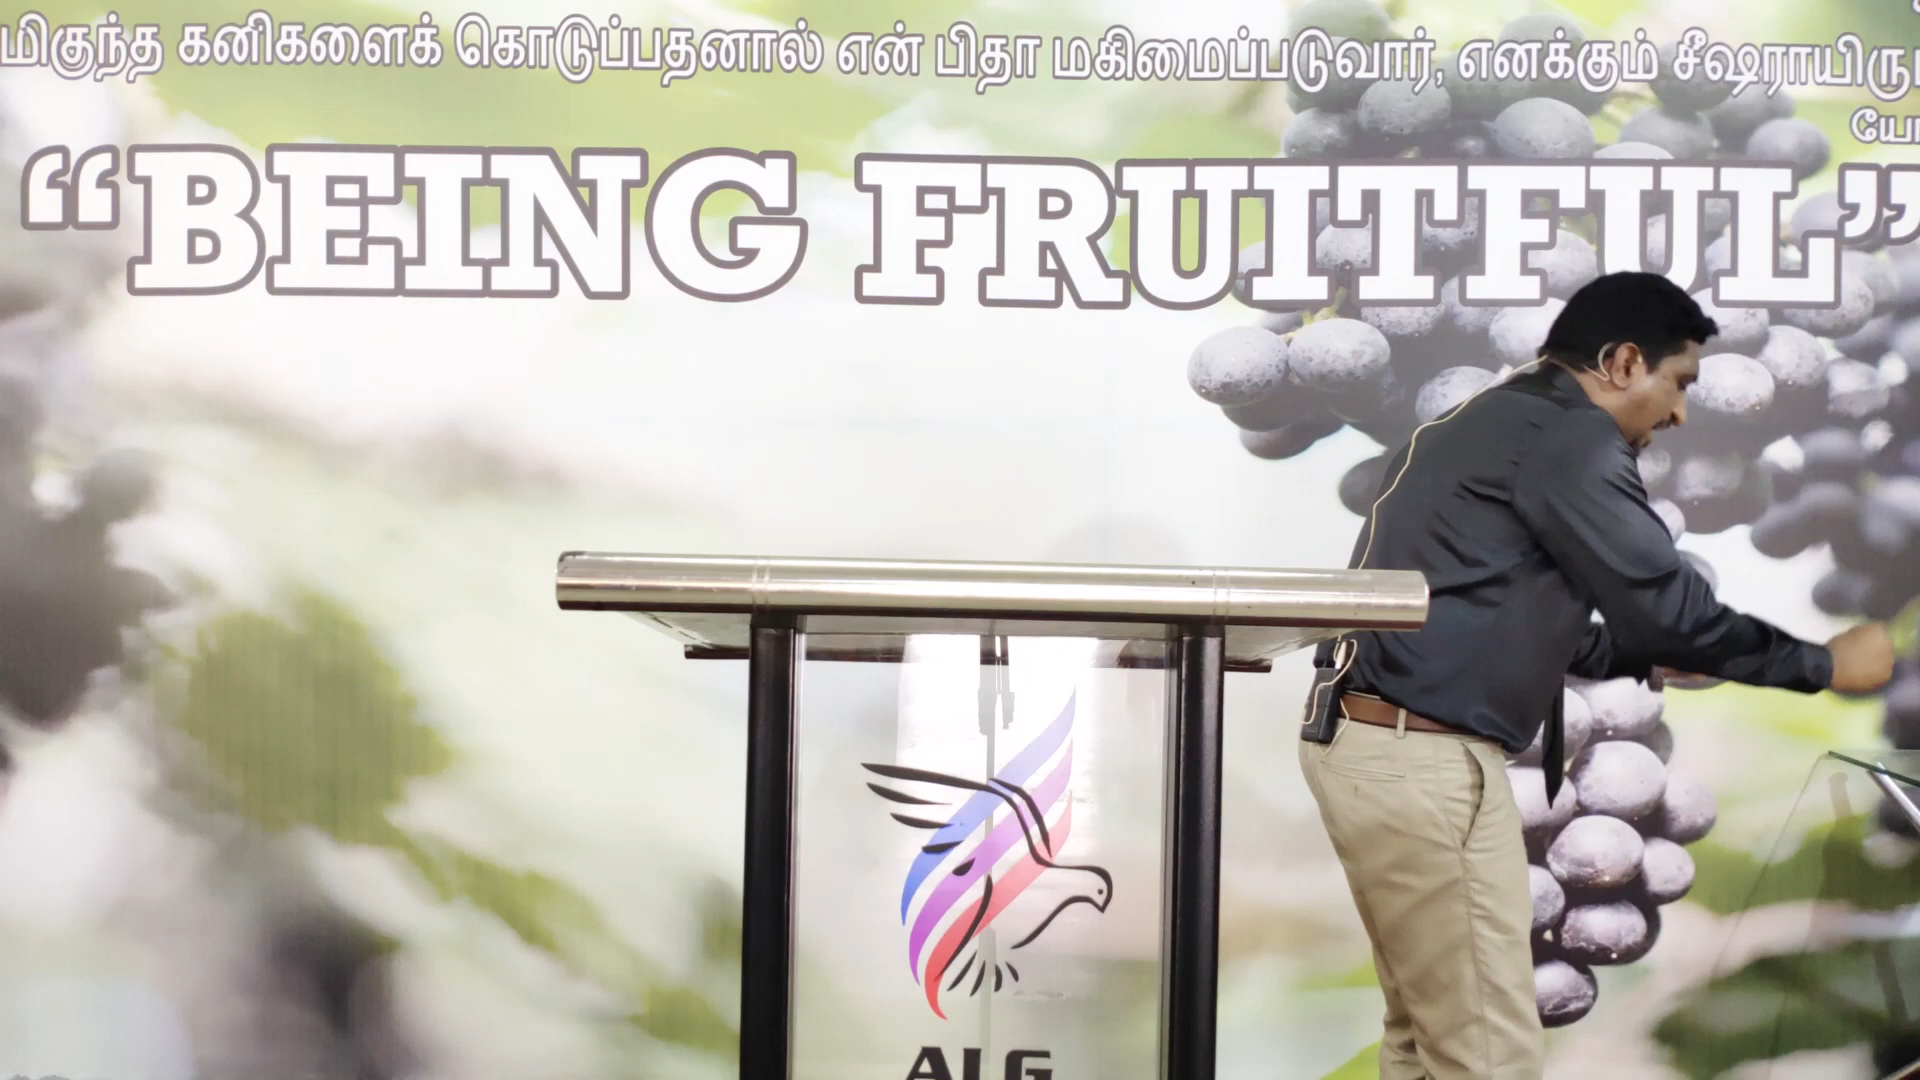 மிகுந்த கனிகளைக் கொடுப்பதனால் என் பிதா மகிமைப்படுவார், எனக்கும் சீஷராயிரு
“BEING FRUITFUL”
ALG